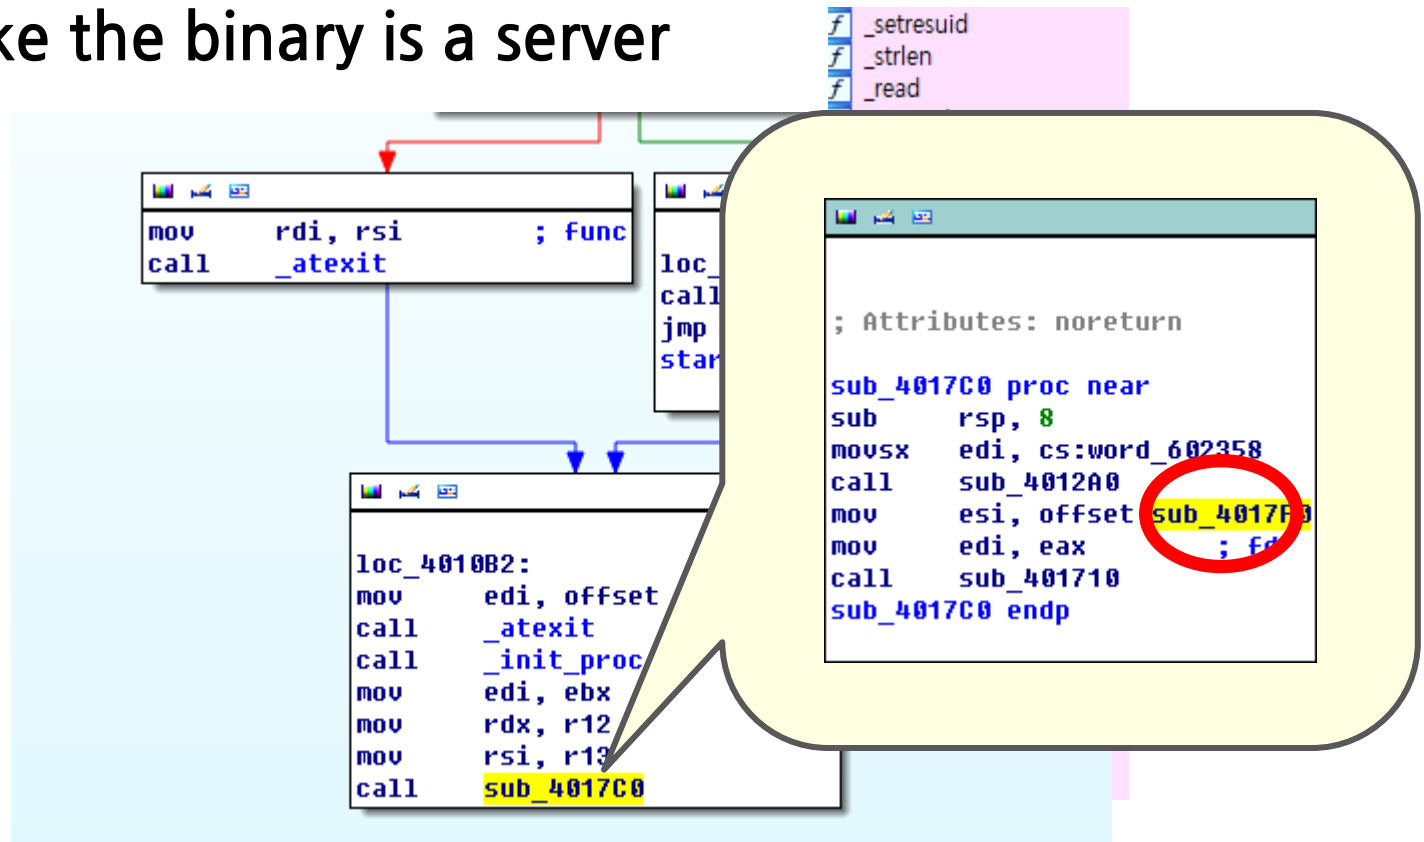 ke the binary is a server
_setresuid
_strlen
_read
mov rdi, rsi ; func
call _atexit
loc_
call
jmp
star
; Attributes: noreturn
sub_4017C0 proc near
sub rsp, 8
movsx edi, cs:word_602358
call sub_4012A0
mov esi, offset sub_4017F0
mov edi, eax ; fd
call sub_401710
sub_4017C0 endp
loc_4010B2:
mov edi, offset
call _atexit
call _init_proc
mov edi, ebx
mov rdx, r12
mov rsi, r13
call sub_4017C0